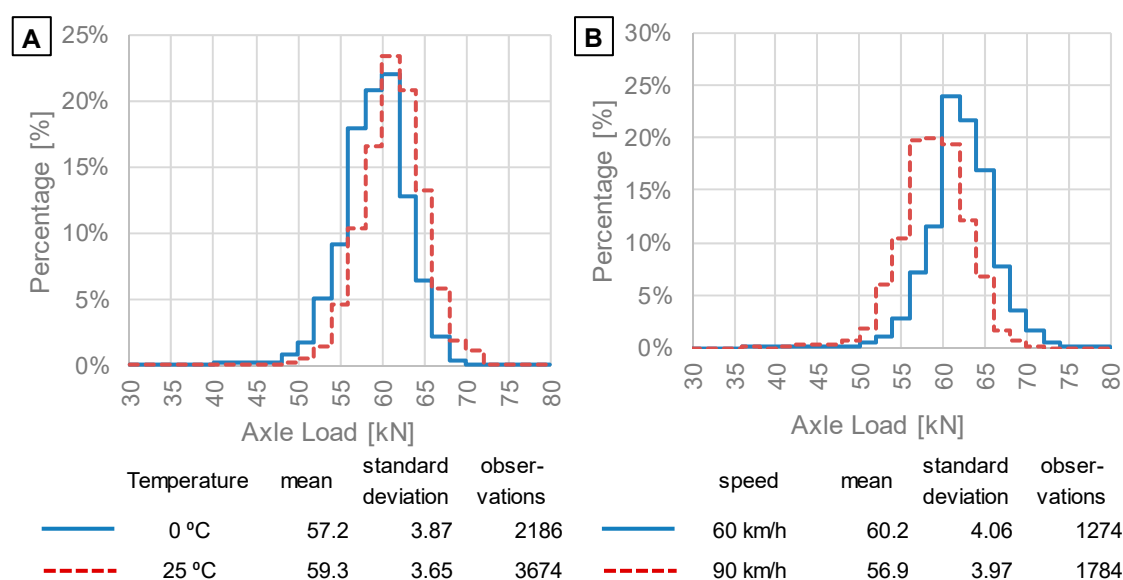 A
25%
20%
15%
10%
5%
0%
Percentage [%]
30 35 40 45 50 55 60 65 70 75 80
Axle Load [kN]
Temperature mean standard deviation obser-vations
0 ºC 57.2 3.87 2186
25 ºC 59.3 3.65 3674
B
30%
25%
20%
15%
10%
5%
0%
Percentage [%]
30 35 40 45 50 55 60 65 70 75 80
Axle Load [kN]
speed mean standard deviation obser-vations
60 km/h 60.2 4.06 1274
90 km/h 56.9 3.97 1784